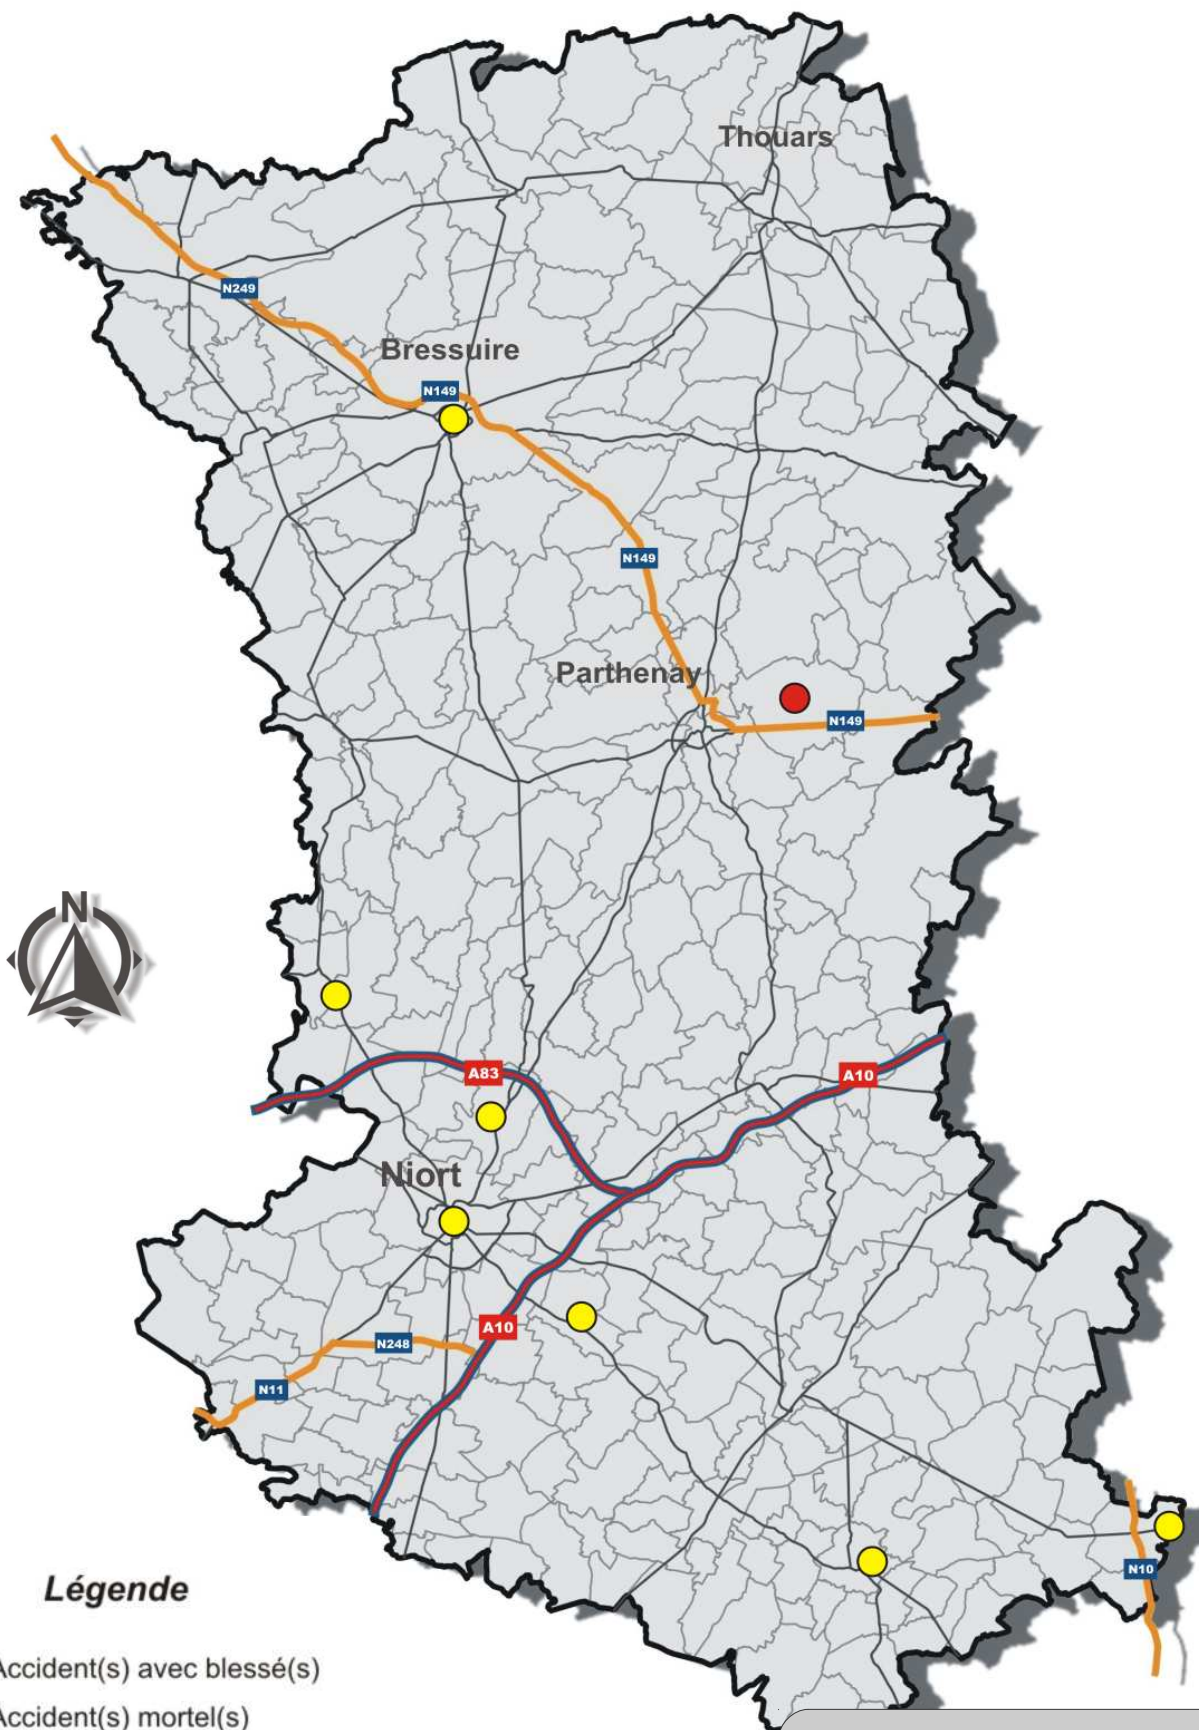 Thouars
N249
Bressuire
N149
N149
Parthenay
N149
N
A83
A10
Niort
A10
N248
N11
N10
Légende
Accident(s) avec blessé(s)
Accident(s) mortel(s)